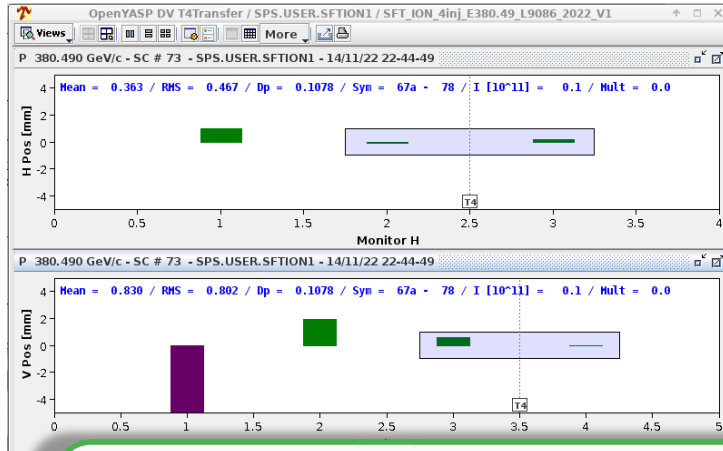 OpenYASP DV T4Transfer / SPS.USER.SFTION1 / SFT_ION_4inj_E380.49_L9086_2022_V1
Views
More
P 380.490 GeV/c - SC # 73 - SPS.USER.SFTION1 - 14/11/22 22-44-49
Mean = 0.363 / RMS = 0.467 / Dp = 0.1078 / Sym = 67a - 78 / I [10^11] = 0.1 / Mult = 0.0
H Pos [mm]
4
2
0
-2
-4
T4
0 0.5 1 1.5 2 2.5 3 3.5 4
Monitor H
P 380.490 GeV/c - SC # 73 - SPS.USER.SFTION1 - 14/11/22 22-44-49
Mean = 0.830 / RMS = 0.802 / Dp = 0.1078 / Sym = 67a - 78 / I [10^11] = 0.1 / Mult = 0.0
V Pos [mm]
4
2
0
-2
-4
T4
0 0.5 1 1.5 2 2.5 3 3.5 4 4.5 5